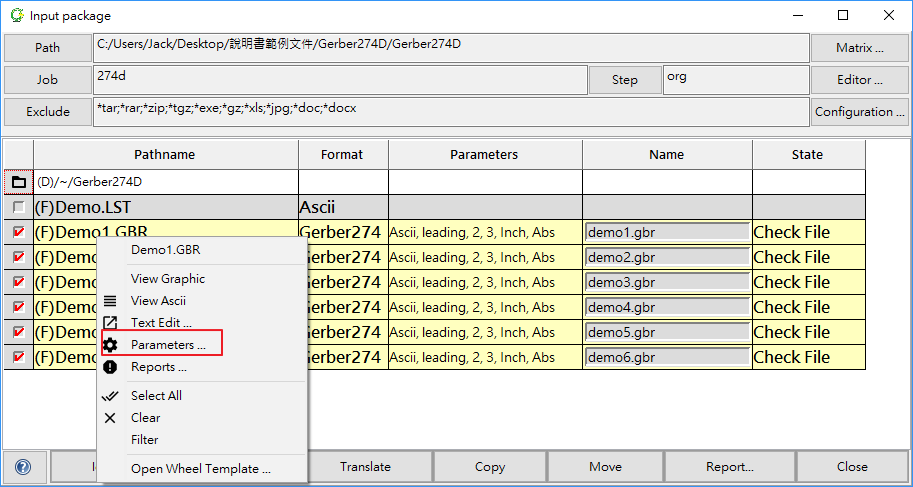 Input package
Path C:/Users/Jack/Desktop/說明書範例文件/Gerber274D/Gerber274D Matrix ...
Job 274d Step org Editor ...
Exclude *tar;*rar;*zip;*tgz;*exe;*gz;*xls;*jpg;*doc;*docx Configuration ...
Pathname Format Parameters Name State
(D)/~/Gerber274D
(F)Demo.LST Ascii
(F)Demo1.GBR Gerber274 Ascii, leading, 2, 3, Inch, Abs demo1.gbr Check File
(F)Demo Gerber274 Ascii, leading, 2, 3, Inch, Abs demo2.gbr Check File
(F)Demo Gerber274 Ascii, leading, 2, 3, Inch, Abs demo3.gbr Check File
(F)Demo Gerber274 Ascii, leading, 2, 3, Inch, Abs demo4.gbr Check File
(F)Demo Gerber274 Ascii, leading, 2, 3, Inch, Abs demo5.gbr Check File
(F)Demo Gerber274 Ascii, leading, 2, 3, Inch, Abs demo6.gbr Check File
Demo1.GBR
View Graphic
View Ascii
Text Edit ...
Parameters ...
Reports ...
Select All
Clear
Filter
Open Wheel Template ...
Translate Copy Move Report... Close